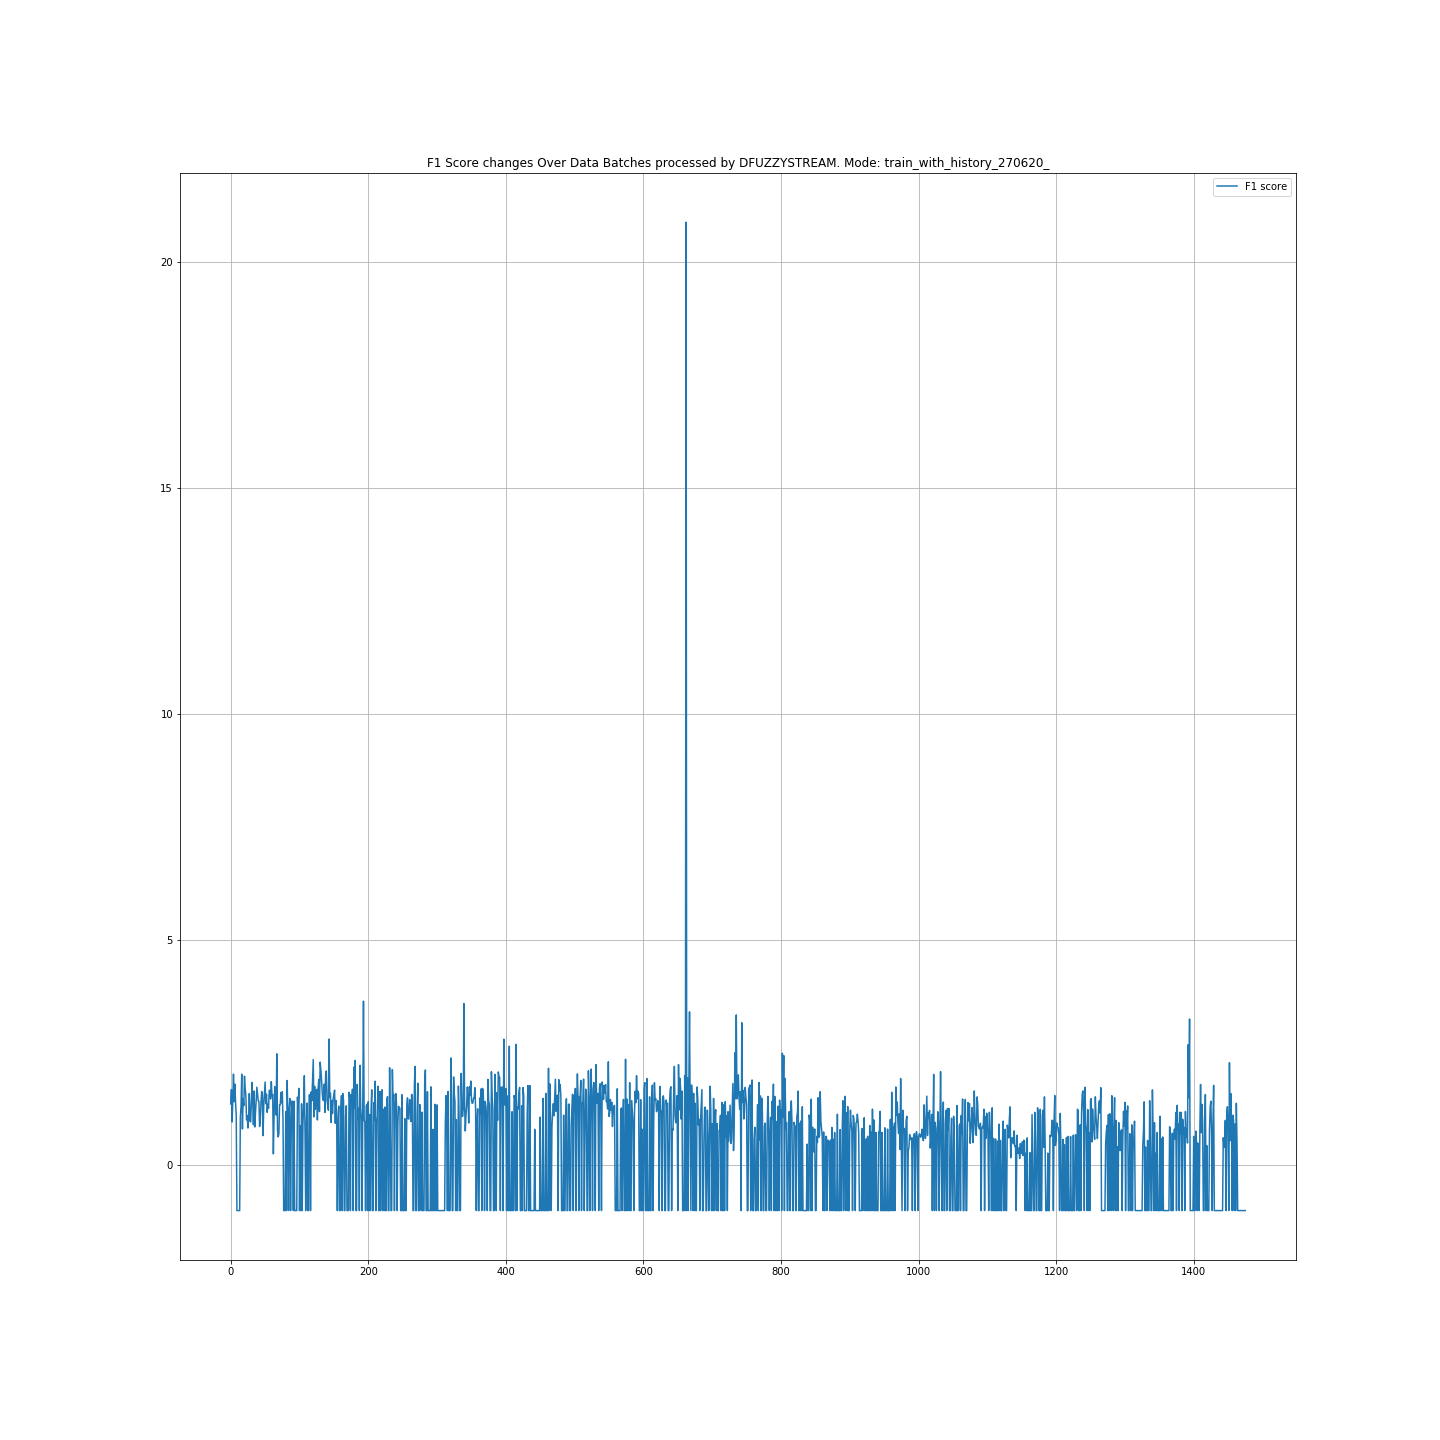 F1 Score changes Over Data Batches processed by DFUZZYSTREAM. Mode: train_with_history_270620_
F1 score
20
15
10
5
0
0 200 400 600 800 1000 1200 1400